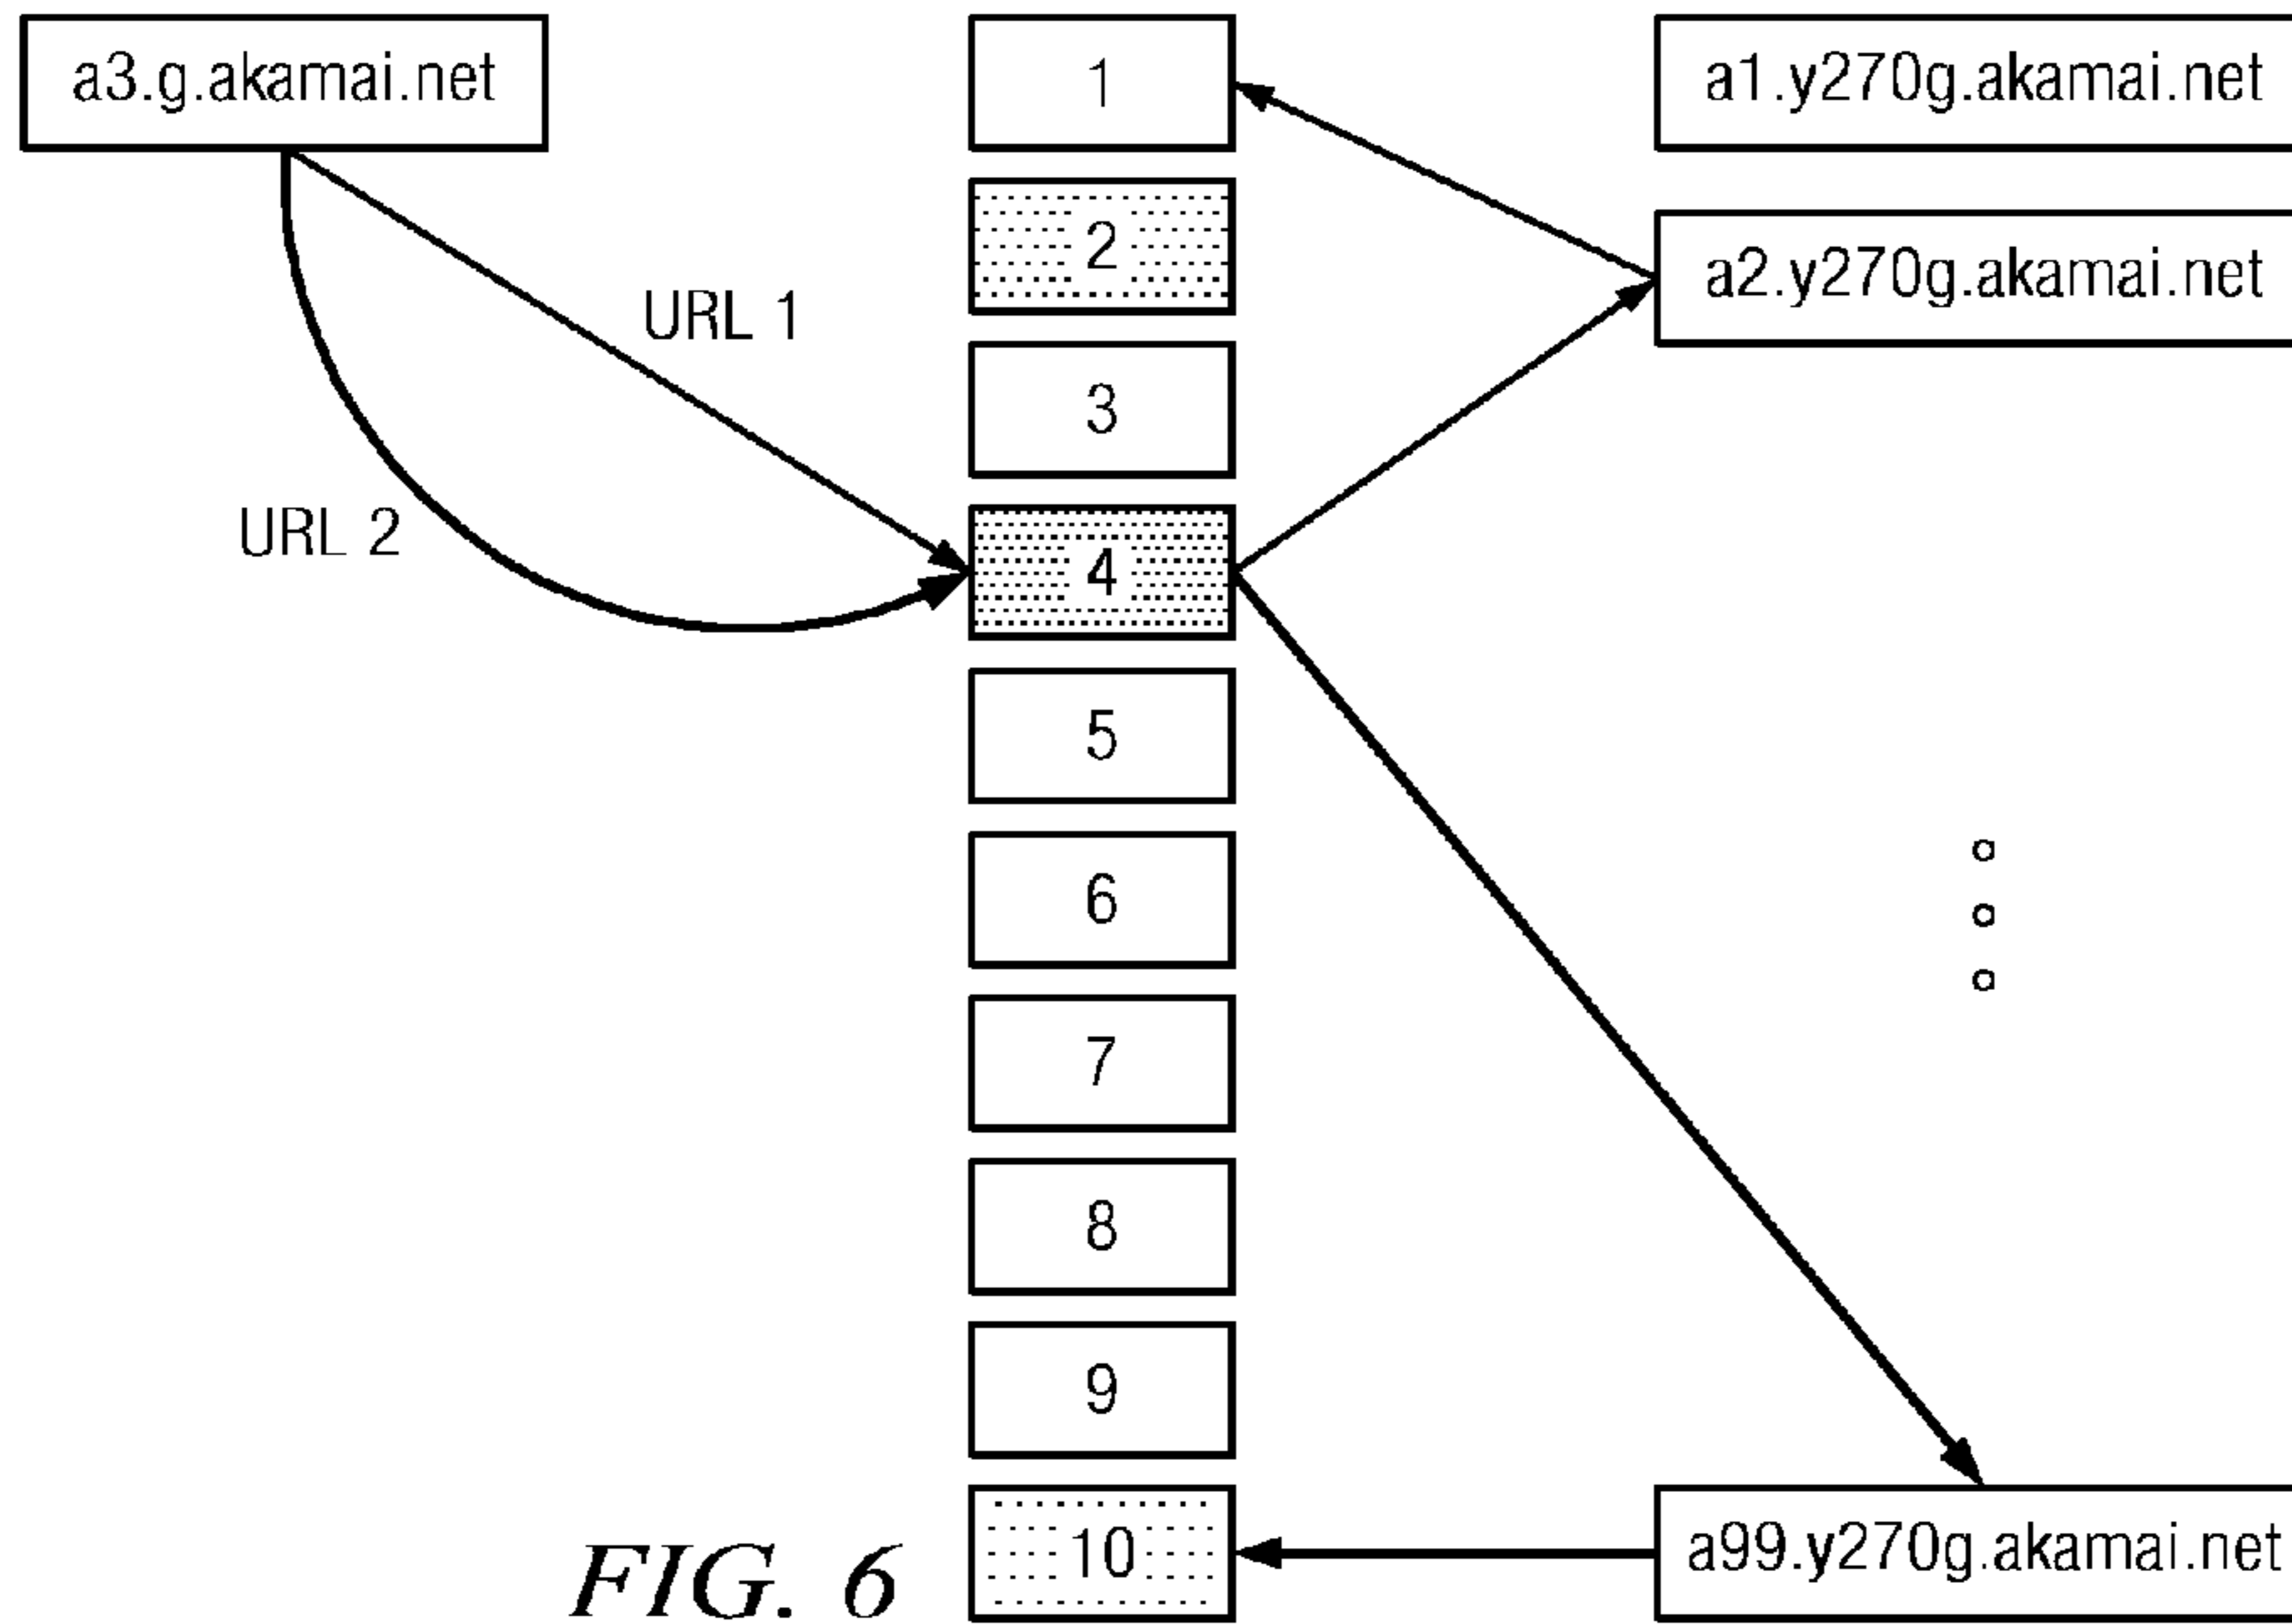 a3.g.akamai.net
URL 1
URL 2
1
2
3
4
5
6
7
8
9
10
a1.y270g.akamai.net
a2.y270g.akamai.net
a99.y270g.akamai.net
FIG. 6